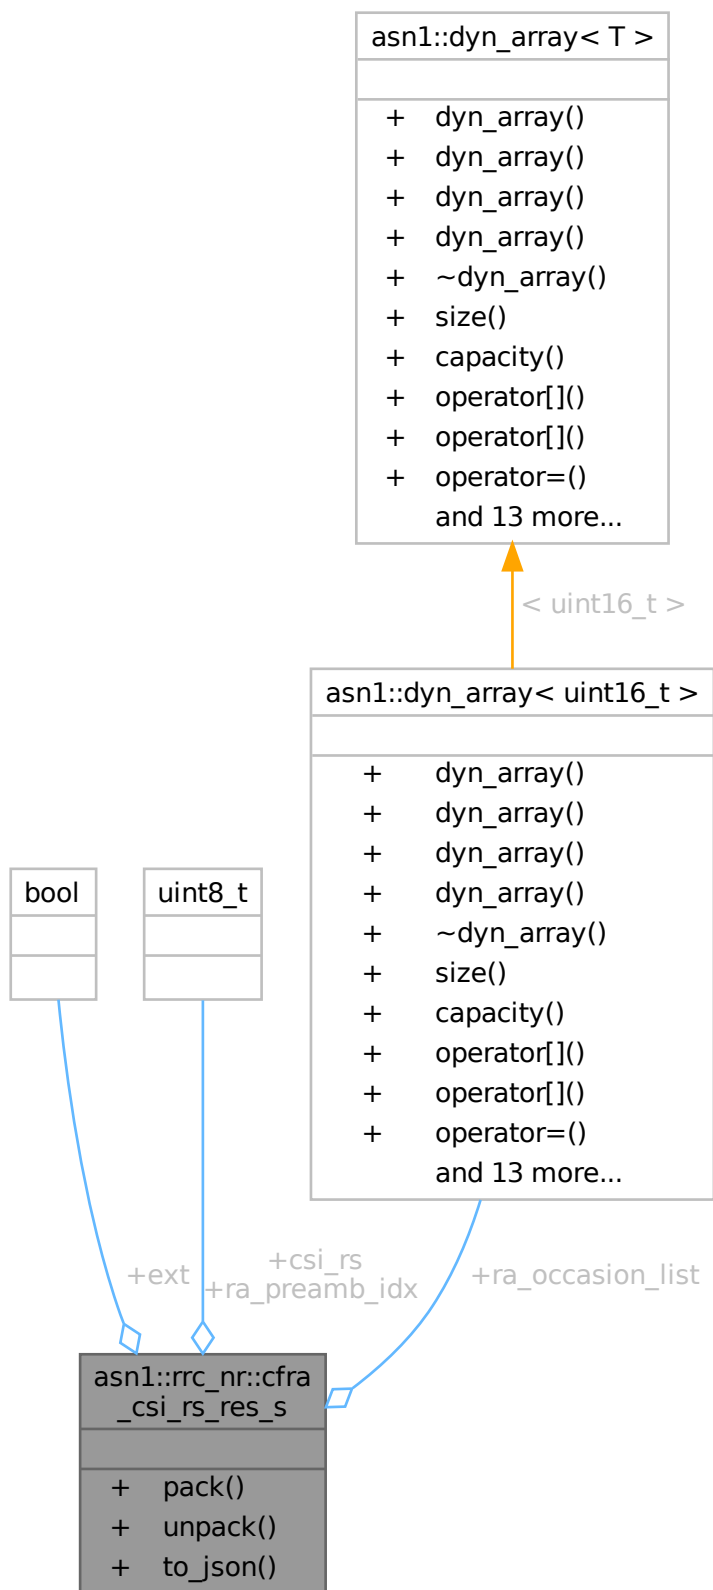 asn1::dyn_array< T >
+ dyn_array()
+ dyn_array()
+ dyn_array()
+ dyn_array()
+ ~dyn_array()
+ size()
+ capacity()
+ operator[]()
+ operator[]()
+ operator=()
and 13 more...
< uint16_t >
asn1::dyn_array< uint16_t >
+ dyn_array()
+ dyn_array()
+ dyn_array()
+ dyn_array()
+ ~dyn_array()
+ size()
+ capacity()
+ operator[]()
+ operator[]()
+ operator=()
and 13 more...
bool
uint8_t
+ext
+csi_rs
+ra_preamb_idx
+ra_occasion_list
asn1::rrc_nr::cfra
_csi_rs_res_s
+ pack()
+ unpack()
+ to_json()